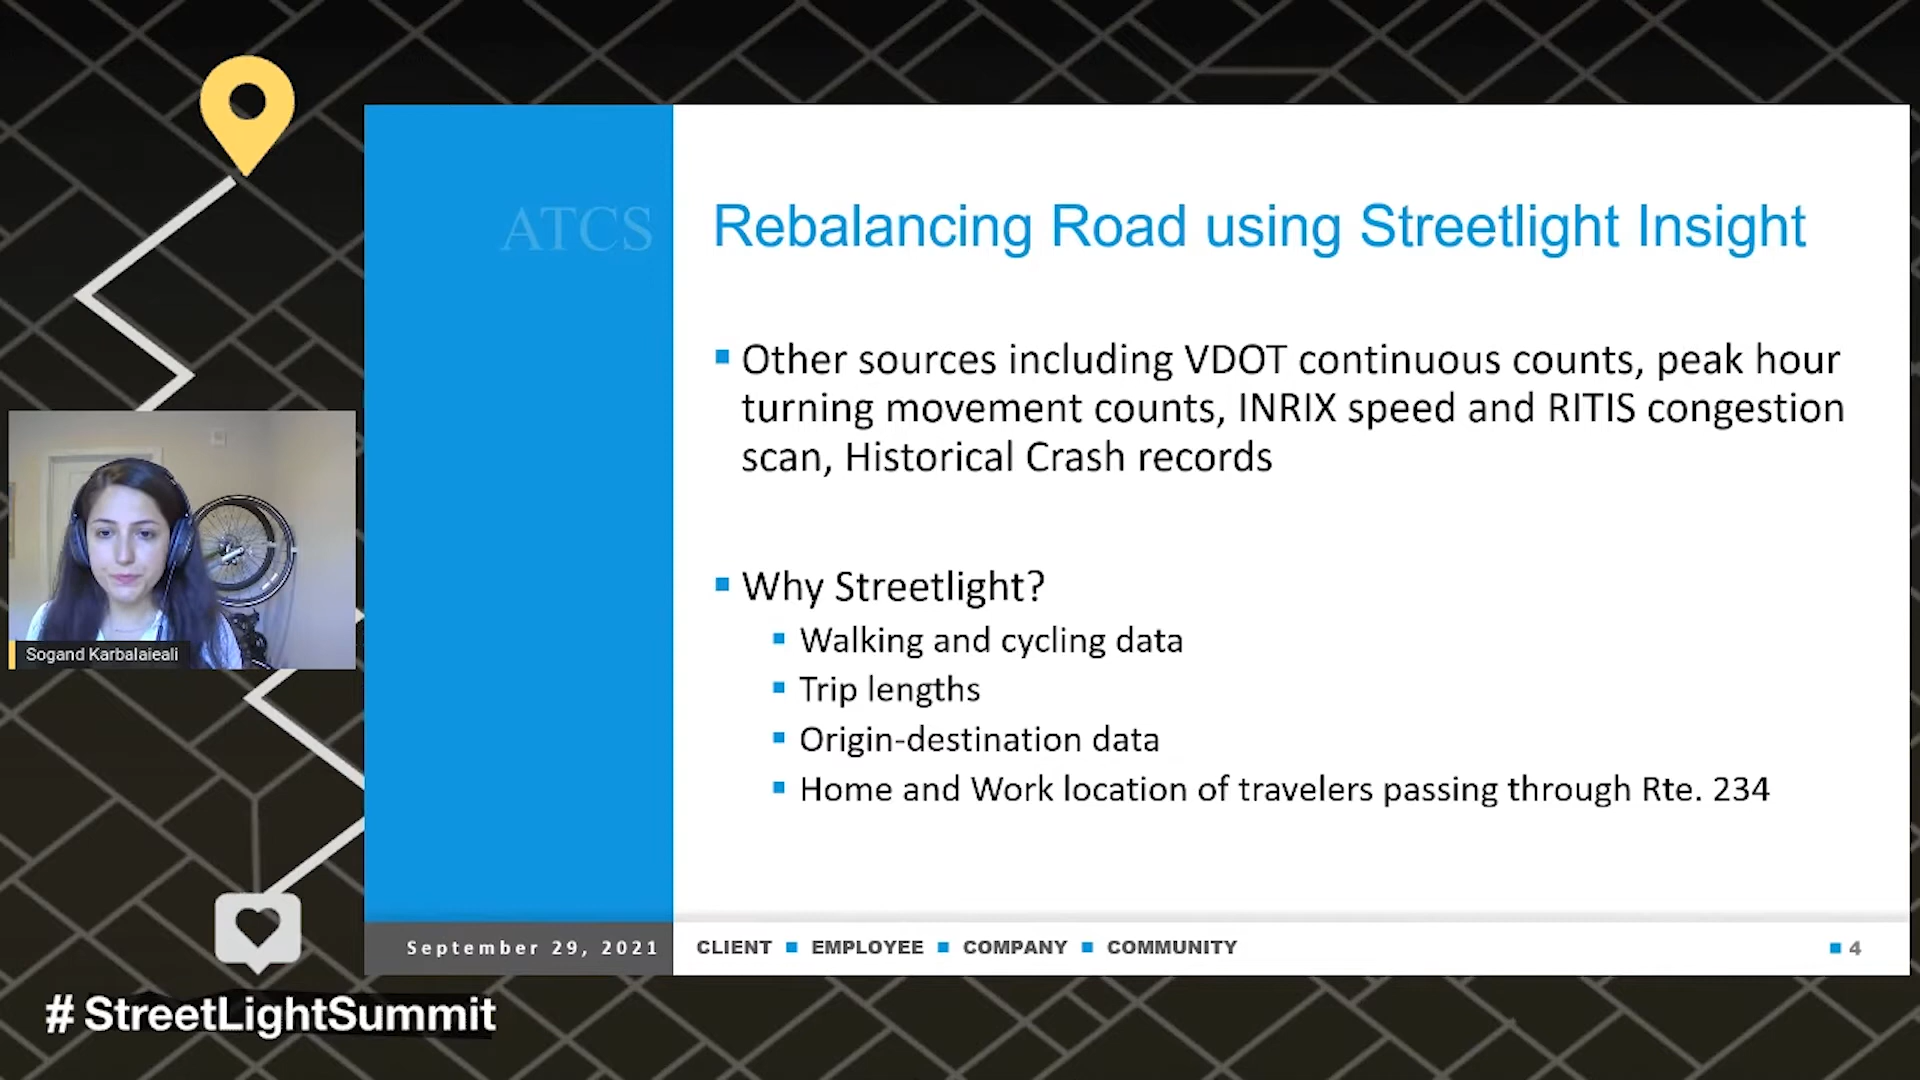 ATCS
Rebalancing Road using Streetlight Insight
Other sources including VDOT continuous counts, peak hour
turning movement counts, INRIX speed and RITIS congestion
scan, Historical Crash records
Why Streetlight?
Walking and cycling data
Trip lengths
Origin-destination data
Home and Work location of travelers passing through Rte. 234
Sogand Karbalaieali
September 29, 2021
CLIENT EMPLOYEE COMPANY COMMUNITY
4
# StreetLightSummit